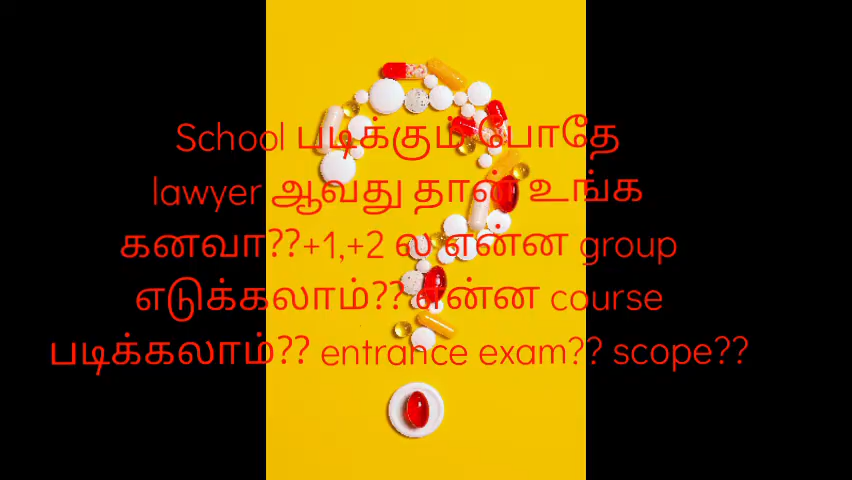 School படிக்கும் போதே
lawyer ஆவது தான் உங்க
கனவா??+1,+2 ல என்ன group
எடுக்கலாம்?? என்ன course
படிக்கலாம்?? entrance exam?? scope??